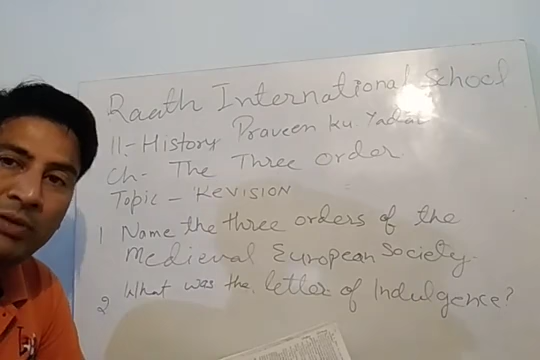 Raath International School
11- History Praveen Ku Yadav
Ch- The Three Order
Topic - REVISION
1 Name the three orders of the
Medieval European Society.
2 What was the letter of Indulgence?